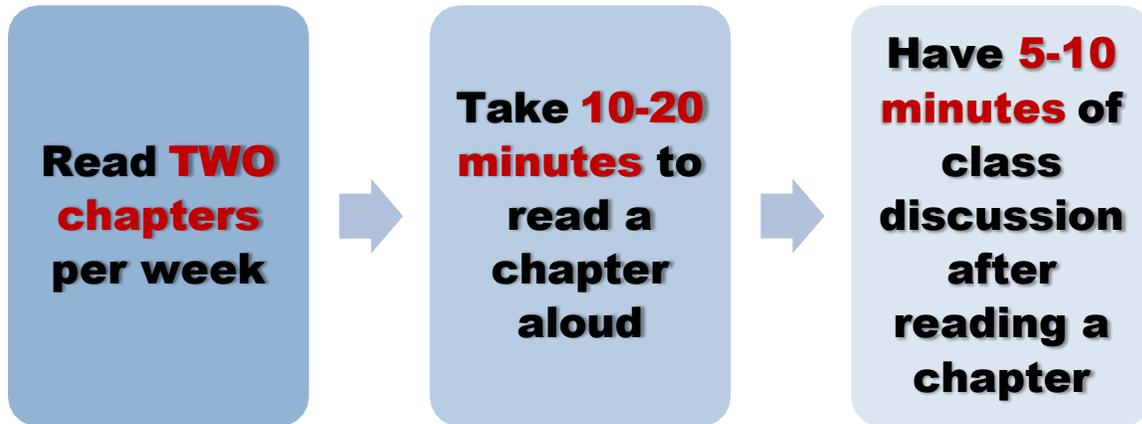 Read TWO
chapters
per week
Take 10-20
minutes to
read a
chapter
aloud
Have 5-10
minutes of
class
discussion
after
reading a
chapter